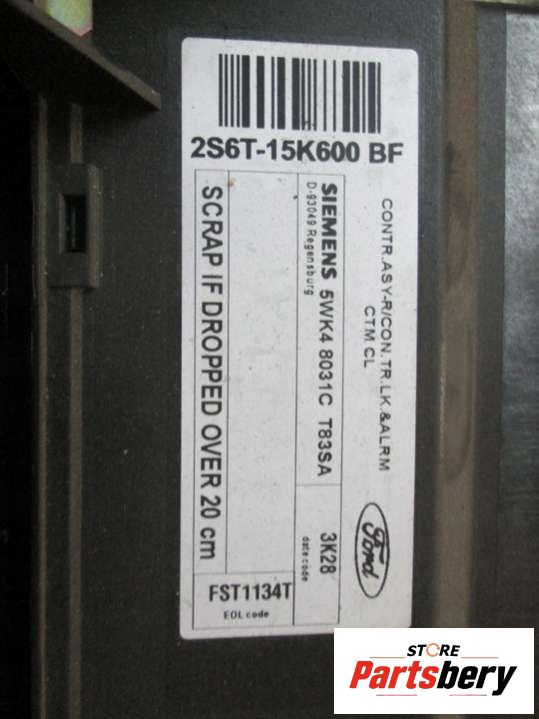 2S6T-15K600 BF
CONTR.ASY-R/CON.TR.LK.&ALRM
CTM CL
Ford
SIEMENS 5WK4 8031C T83SA
D-93049 Regensburg
3K28
date code
SCRAP IF DROPPED OVER 20 cm
FST1134T
EOL code
STORE
Partsbery